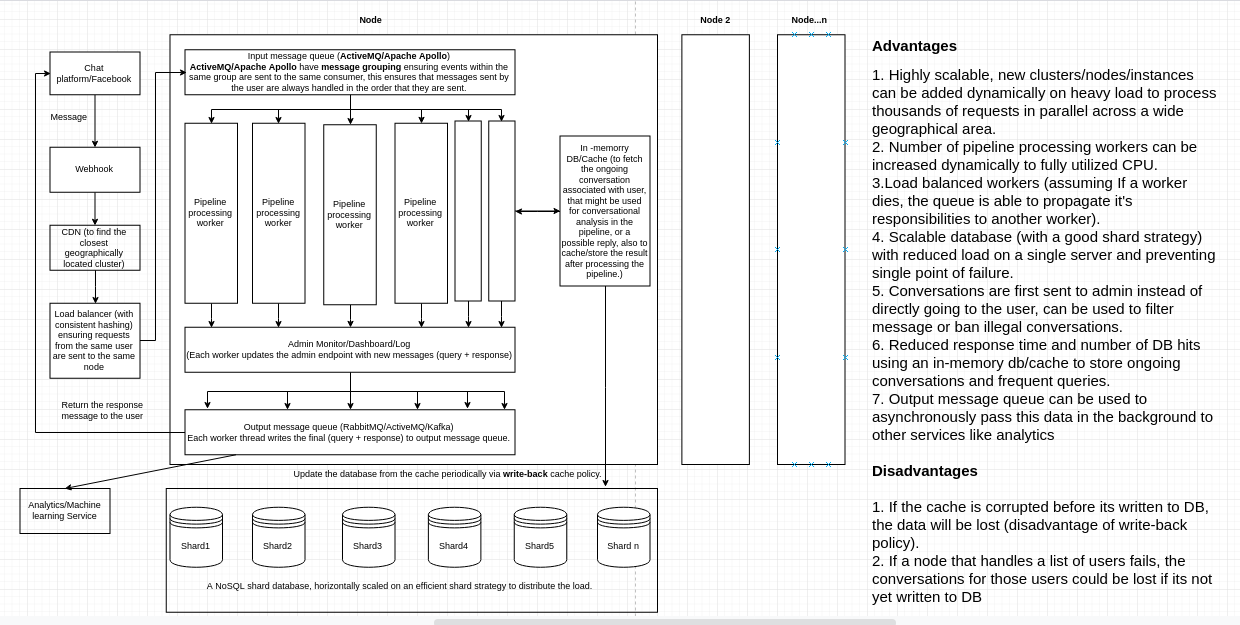 Node
Node 2
Node...n
Chat
platform/Facebook
Message
Webhook
CDN (to find the
closest
geographically
located cluster)
Load balancer (with
consistent hashing)
ensuring requests
from the same user
are sent to the same
node
Return the response
message to the user
Input message queue (ActiveMQ/Apache Apollo)
ActiveMQ/Apache Apollo have message grouping ensuring events within the
same group are sent to the same consumer, this ensures that messages sent by
the user are always handled in the order that they are sent.
Pipeline
processing
worker
Pipeline
processing
worker
Pipeline
processing
worker
Pipeline
processing
worker
In -memorry
DB/Cache (to fetch
the ongoing
conversation
associated with user,
that might be used
for conversational
analysis in the
pipeline, or a
possible reply, also to
cache/store the result
after processing the
pipeline.)
Admin Monitor/Dashboard/Log
(Each worker updates the admin endpoint with new messages (query + response)
Output message queue (RabbitMQ/ActiveMQ/Kafka)
Each worker thread writes the final (query + response) to output message queue.
Update the database from the cache periodically via write-back cache policy.
Analytics/Machine
learning Service
Shard1
Shard2
Shard3
Shard4
Shard5
Shard n
A NoSQL shard database, horizontally scaled on an efficient shard strategy to distribute the load.
Advantages
1. Highly scalable, new clusters/nodes/instances
can be added dynamically on heavy load to process
thousands of requests in parallel across a wide
geographical area.
2. Number of pipeline processing workers can be
increased dynamically to fully utilized CPU.
3.Load balanced workers (assuming If a worker
dies, the queue is able to propagate it's
responsibilities to another worker).
4. Scalable database (with a good shard strategy)
with reduced load on a single server and preventing
single point of failure.
5. Conversations are first sent to admin instead of
directly going to the user, can be used to filter
message or ban illegal conversations.
6. Reduced response time and number of DB hits
using an in-memory db/cache to store ongoing
conversations and frequent queries.
7. Output message queue can be used to
asynchronously pass this data in the background to
other services like analytics
Disadvantages
1. If the cache is corrupted before its written to DB,
the data will be lost (disadvantage of write-back
policy).
2. If a node that handles a list of users fails, the
conversations for those users could be lost if its not
yet written to DB